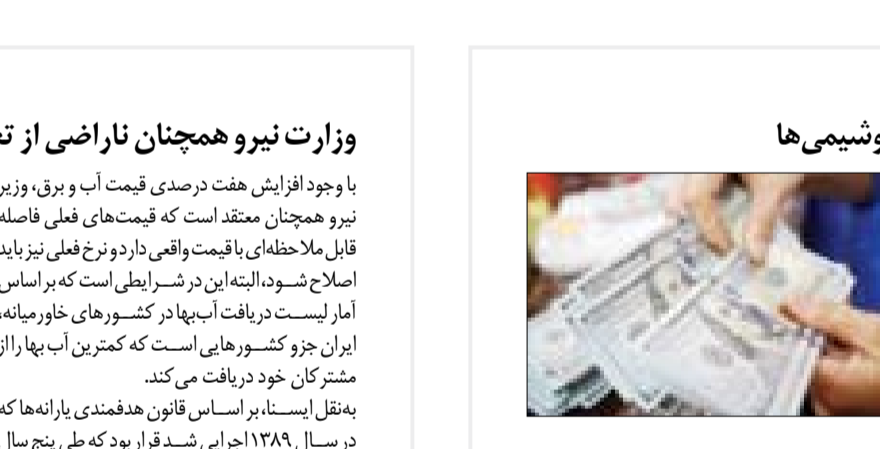 وزارت نیرو همچنان ناراضی از
با وجود افزایش هفت درصدی قیمت آب و برق، وزیر
نیرو همچنان معتقد است که قیمت‌های فعلی فاصله
قابل ملاحظه‌ای با قیمت واقعی دارد و نرخ فعلی نیز باید
اصلاح شود، البته این در شرایطی است که بر اساس
آمار لیست دریافت آب‌بها در کشورهای خاورمیانه،
ایران جزو کشورهایی است که کمترین آب بها را از
مشترکان خود دریافت می‌کند.
به‌نقل ایسنا، بر اساس قانون هدفمندی یارانه‌ها که
در سال ۱۳۸۹ اجرایی شد قرار بود که طی پنج سال